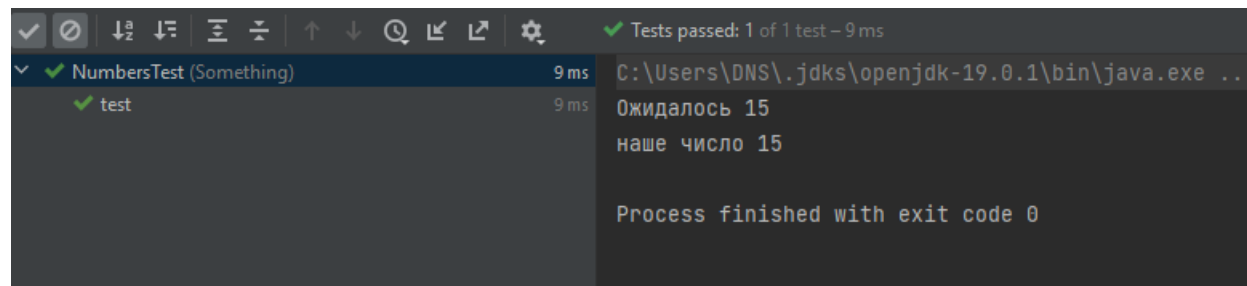 Tests passed: 1 of 1 test – 9 ms
NumbersTest (Something) 9 ms
test 9 ms
C:\Users\DNS\.jdks\openjdk-19.0.1\bin\java.exe ..
Ожидалось 15
наше число 15
Process finished with exit code 0